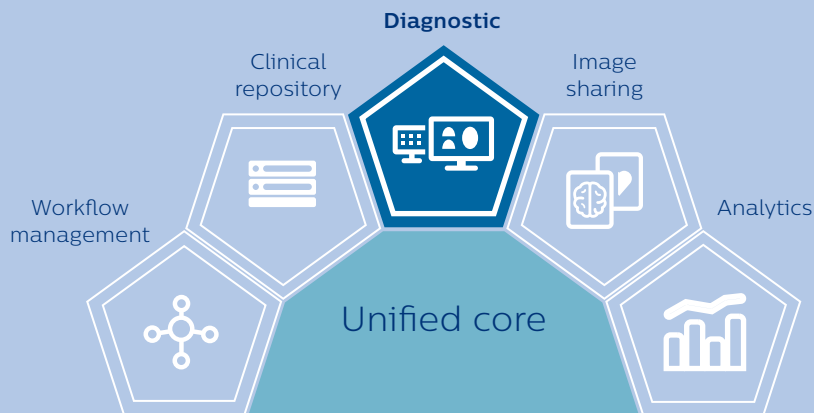 Diagnostic
Clinical
repository
Image
sharing
Workflow
management
Analytics
Unified core